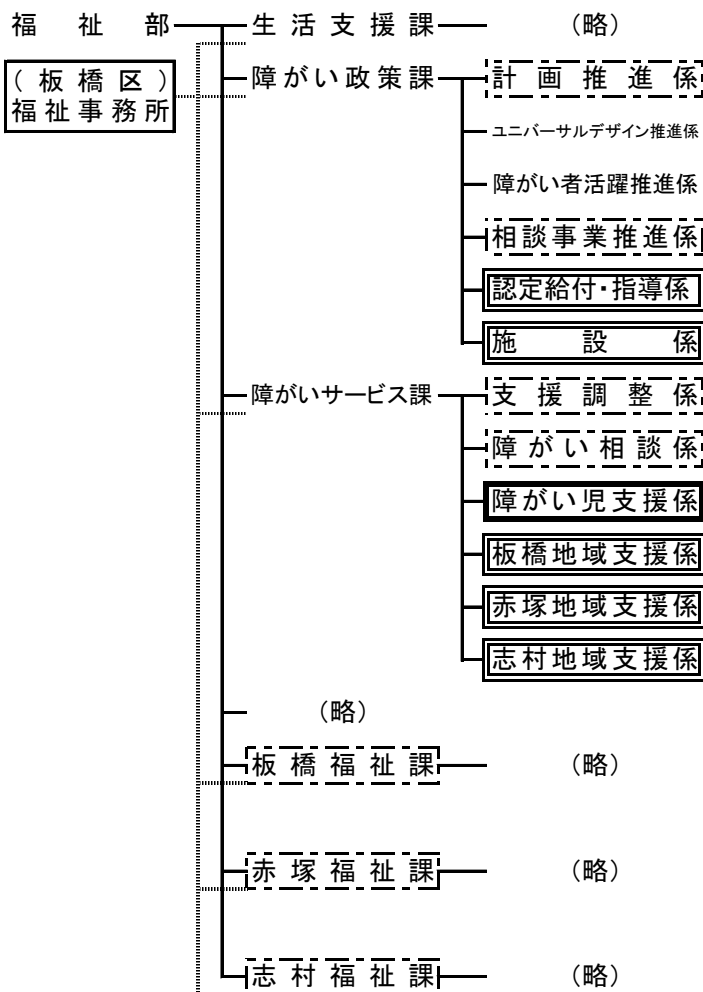 福祉部
生活支援課
（略）
（板橋区）
福祉事務所
障がい政策課
計画推進係
ユニバーサルデザイン推進係
障がい者活躍推進係
相談事業推進係
認定給付・指導係
施設係
障がいサービス課
支援調整係
障がい相談係
障がい児支援係
板橋地域支援係
赤塚地域支援係
志村地域支援係
（略）
板橋福祉課
（略）
赤塚福祉課
（略）
志村福祉課
（略）